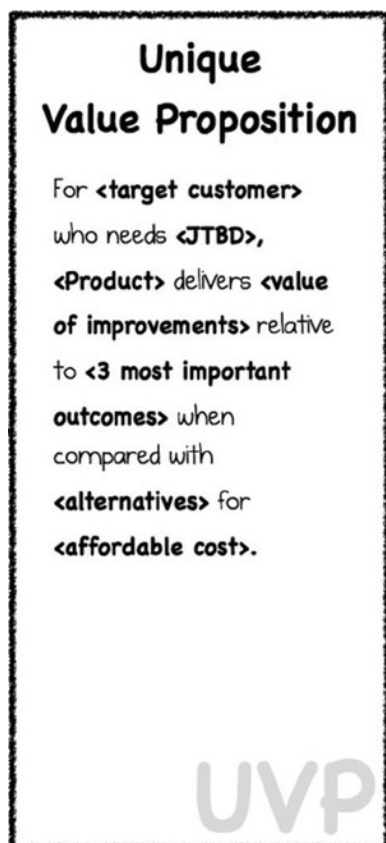 Unique
Value Proposition
For <target customer>
who needs <JTBD>,
<Product> delivers <value
of improvements> relative
to <3 most important
outcomes> when
compared with
<alternatives> for
<affordable cost>.
UVP